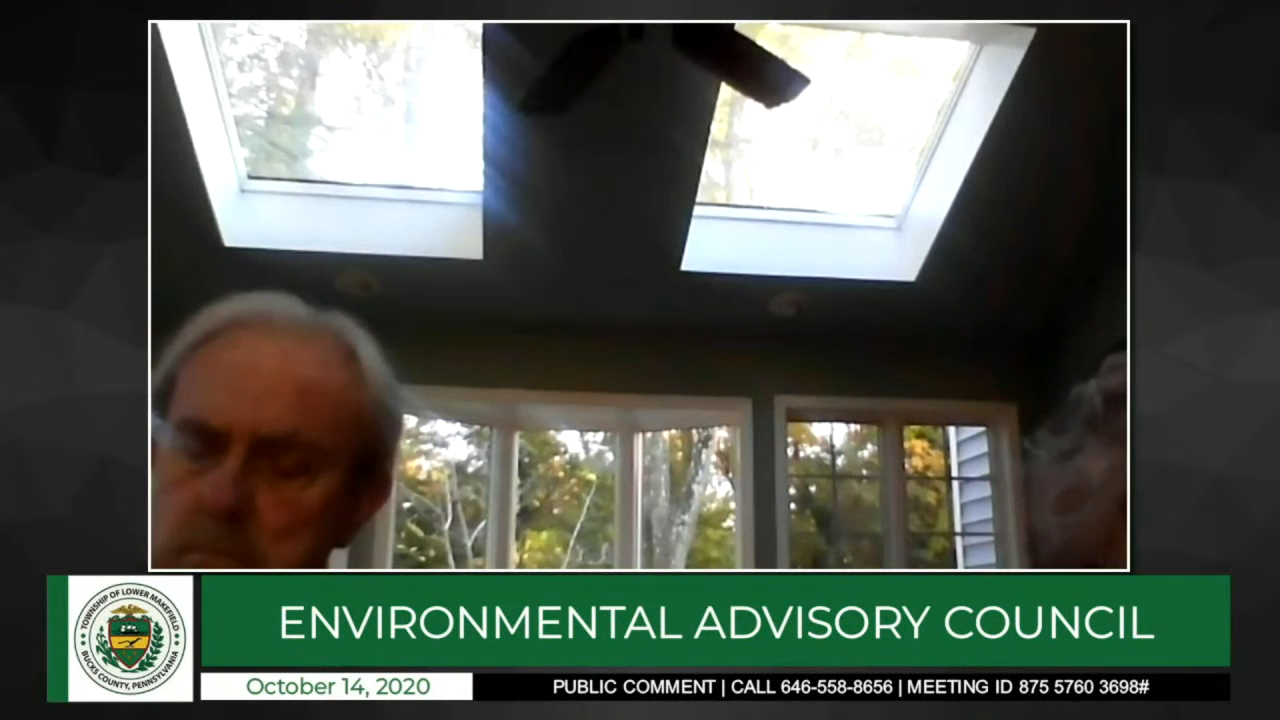 ENVIRONMENTAL ADVISORY COUNCIL
TOWNSHIP OF LOWER MAKEFIELD
BUCKS COUNTY, PENNSYLVANIA
October 14, 2020
PUBLIC COMMENT | CALL 646-558-8656 | MEETING ID 875 5760 3698#